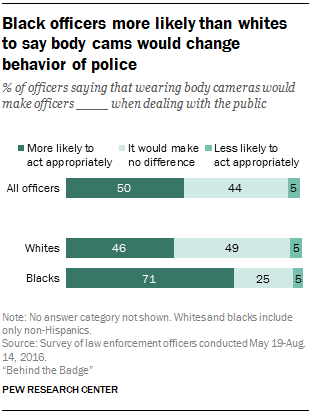 Black officers more likely than whites
to say body cams would change
behavior of police
% of officers saying that wearing body cameras would
make officers ____ when dealing with the public
More likely to act appropriately
It would make no difference
Less likely to act appropriately
All officers 50 44 5
Whites 46 49 5
Blacks 71 25 5
Note: No answer category not shown. Whites and blacks include
only non-Hispanics.
Source: Survey of law enforcement officers conducted May 19-Aug.
14, 2016.
“Behind the Badge”
PEW RESEARCH CENTER